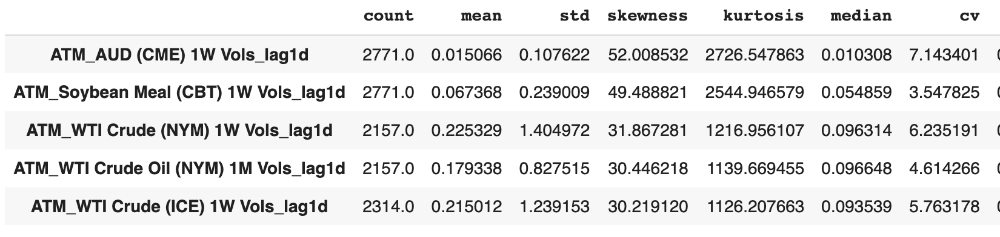 count mean std skewness kurtosis median cv
ATM_AUD (CME) 1W Vols_lag1d 2771.0 0.015066 0.107622 52.008532 2726.547863 0.010308 7.143401
ATM_Soybean Meal (CBT) 1W Vols_lag1d 2771.0 0.067368 0.239009 49.488821 2544.946579 0.054859 3.547825
ATM_WTI Crude (NYM) 1W Vols_lag1d 2157.0 0.225329 1.404972 31.867281 1216.956107 0.096314 6.235191
ATM_WTI Crude Oil (NYM) 1M Vols_lag1d 2157.0 0.179338 0.827515 30.446218 1139.669455 0.096648 4.614266
ATM_WTI Crude (ICE) 1W Vols_lag1d 2314.0 0.215012 1.239153 30.219120 1126.207663 0.093539 5.763178